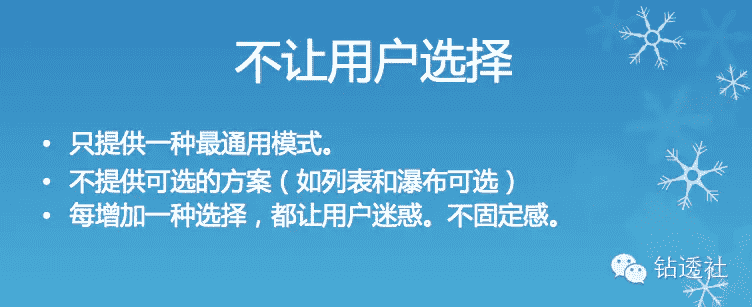 不让用户选择
• 只提供一种最通用模式。
• 不提供可选的方案（如列表和瀑布可选）
• 每增加一种选择，都让用户迷惑。不固定感。
钻透社